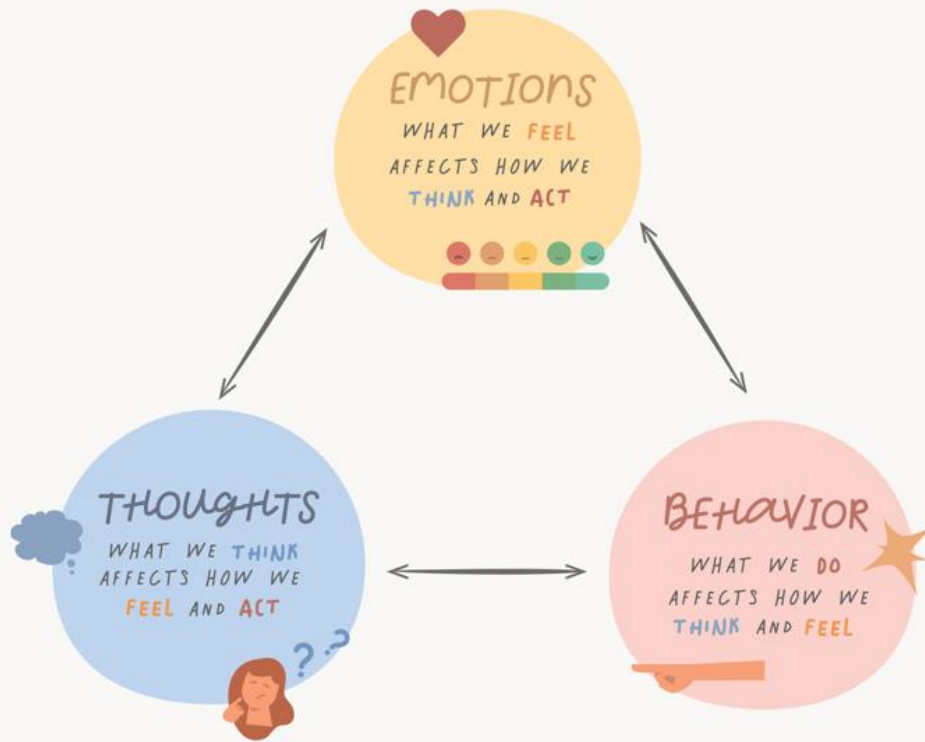 EMOTIONS
WHAT WE FEEL
AFFECTS HOW WE
THINK AND ACT
THOUGHTS
WHAT WE THINK
AFFECTS HOW WE
FEEL AND ACT
? ?
BEHAVIOR
WHAT WE DO
AFFECTS HOW WE
THINK AND FEEL